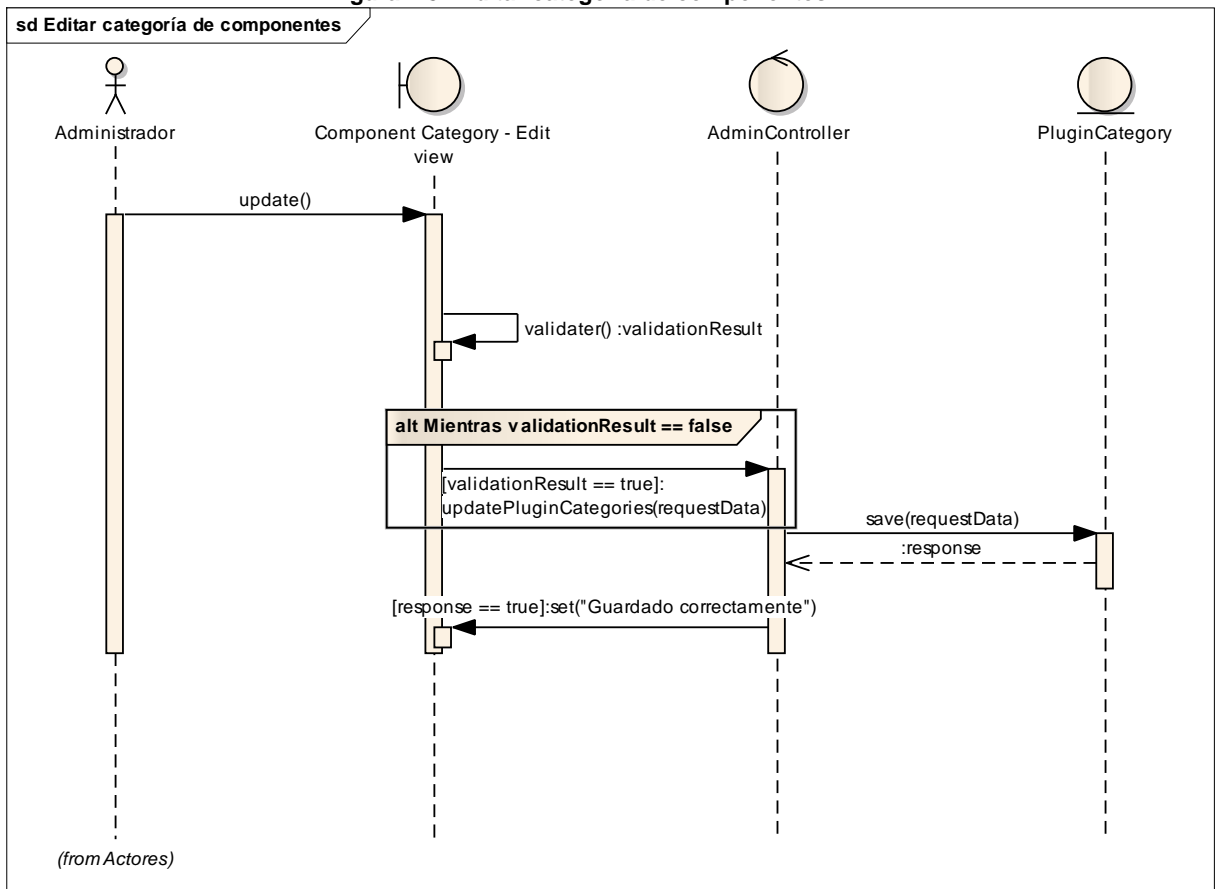 sd Editar categoría de componentes
Administrador
Component Category - Edit
view
AdminController
PluginCategory
update()
validater() :validationResult
alt Mientras validationResult == false
[validationResult == true]:
updatePluginCategories(requestData)
save(requestData)
:response
[response == true]:set("Guardado correctamente")
(from Actores)